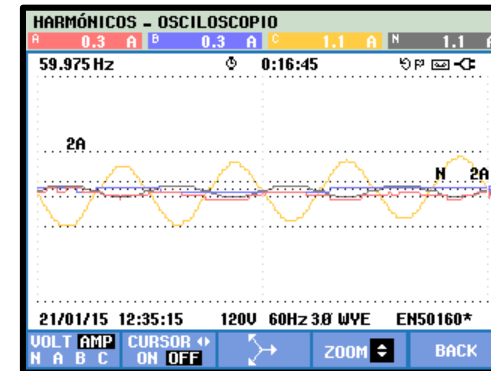 HARMÓNICOS - OSCILOSCOPIO
A 0.3 A B 0.3 A C 1.1 A N 1.1
59.975 Hz 0:16:45 P
2A
N 2A
21/01/15 12:35:15 120V 60Hz 3Ø WYE EN50160*
VOLT AMP CURSOR
N A B C ON OFF ZOOM BACK